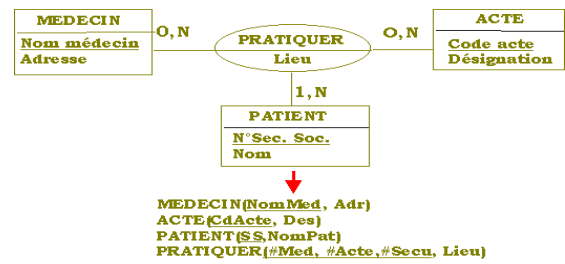 MEDECIN
Nom médecin
Adresse
O,N
PRATIQUER
Lieu
O,N
ACTE
Code acte
Désignation
1,N
PATIENT
N°Sec. Soc.
Nom
MEDECIN(NomMed, Adr)
ACTE(CdActe, Des)
PATIENT(SS,NomPat)
PRATIQUER(#Med, #Acte,#Secu, Lieu)